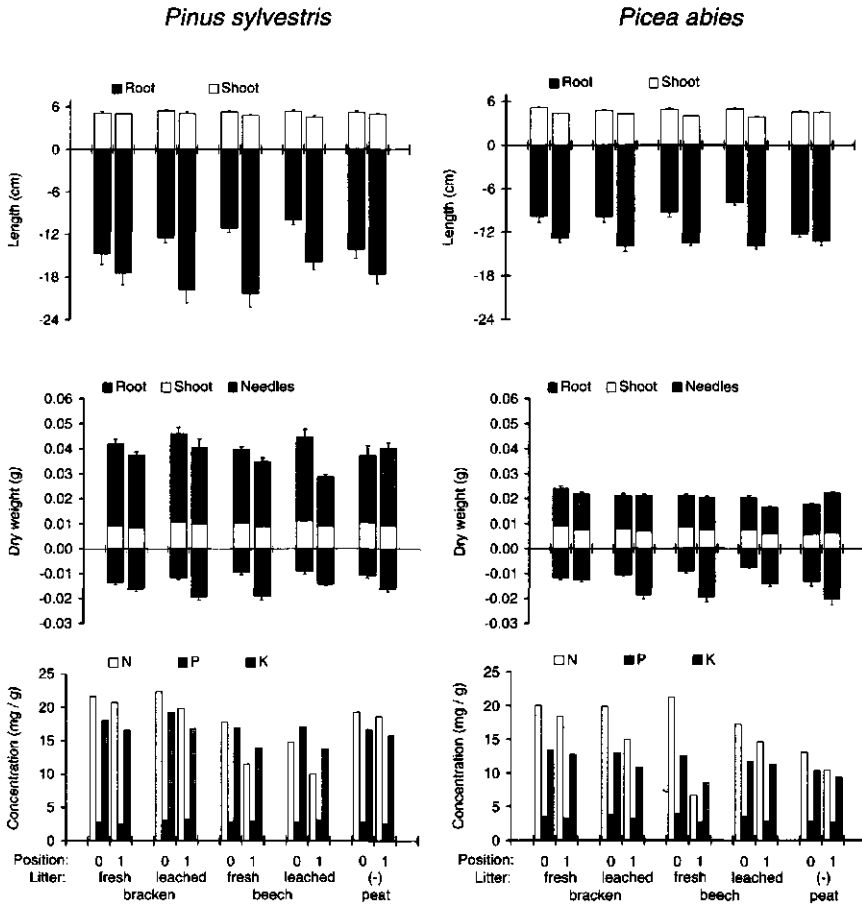 Pinus sylvestris
Picea abies
Root Shoot
Length (cm)
6
0
-6
-12
-18
-24
Root Shoot
Length (cm)
6
0
-6
-12
-18
-24
Root Shoot Needles
Dry weight (g)
0.06
0.05
0.04
0.03
0.02
0.01
0.00
-0.01
-0.02
-0.03
Root Shoot Needles
Dry weight (g)
0.06
0.05
0.04
0.03
0.02
0.01
0.00
-0.01
-0.02
-0.03
N P K
Concentration (mg / g)
25
20
15
10
5
0
Position: 0 1 0 1 0 1 0 1 0 1
Litter: fresh leached fresh leached (-)
bracken beech peat
N P K
Concentration (mg / g)
25
20
15
10
5
0
Position: 0 1 0 1 0 1 0 1 0 1
Litter: fresh leached fresh leached (-)
bracken beech peat